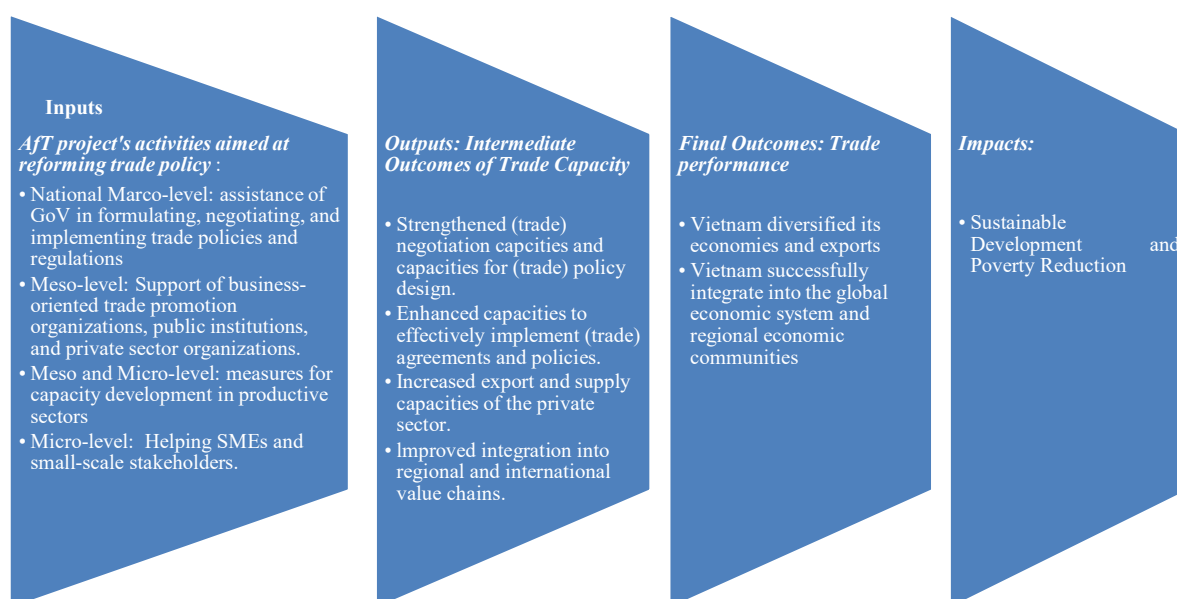 Inputs
AfT project's activities aimed at
reforming trade policy :
• National Marco-level: assistance of
GoV in formulating, negotiating, and
implementing trade policies and
regulations
• Meso-level: Support of business-
oriented trade promotion
organizations, public institutions,
and private sector organizations.
• Meso and Micro-level: measures for
capacity development in productive
sectors
• Micro-level: Helping SMEs and
small-scale stakeholders.
Outputs: Intermediate
Outcomes of Trade Capacity
• Strengthened (trade)
negotiation capcities and
capacities for (trade) policy
design.
• Enhanced capacities to
effectively implement (trade)
agreements and policies.
• Increased export and supply
capacities of the private
sector.
• Improved integration into
regional and international
value chains.
Final Outcomes: Trade
performance
• Vietnam diversified its
economies and exports
• Vietnam successfully
integrate into the global
economic system and
regional economic
communities
Impacts:
• Sustainable
Development and
Poverty Reduction